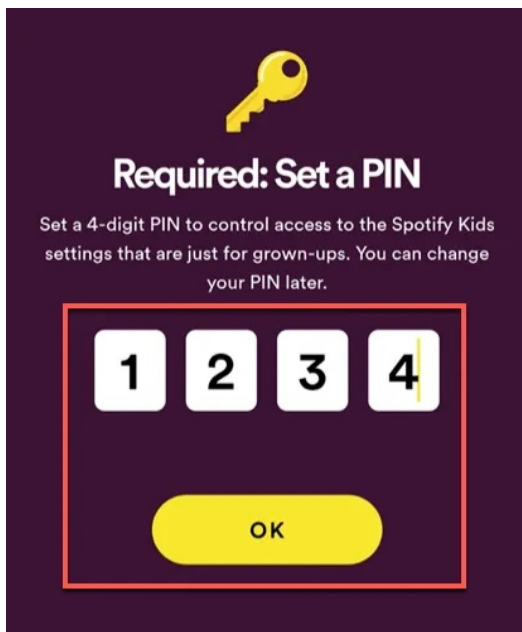 Required: Set a PIN
Set a 4-digit PIN to control access to the Spotify Kids
settings that are just for grown-ups. You can change
your PIN later.
1 2 3 4
OK